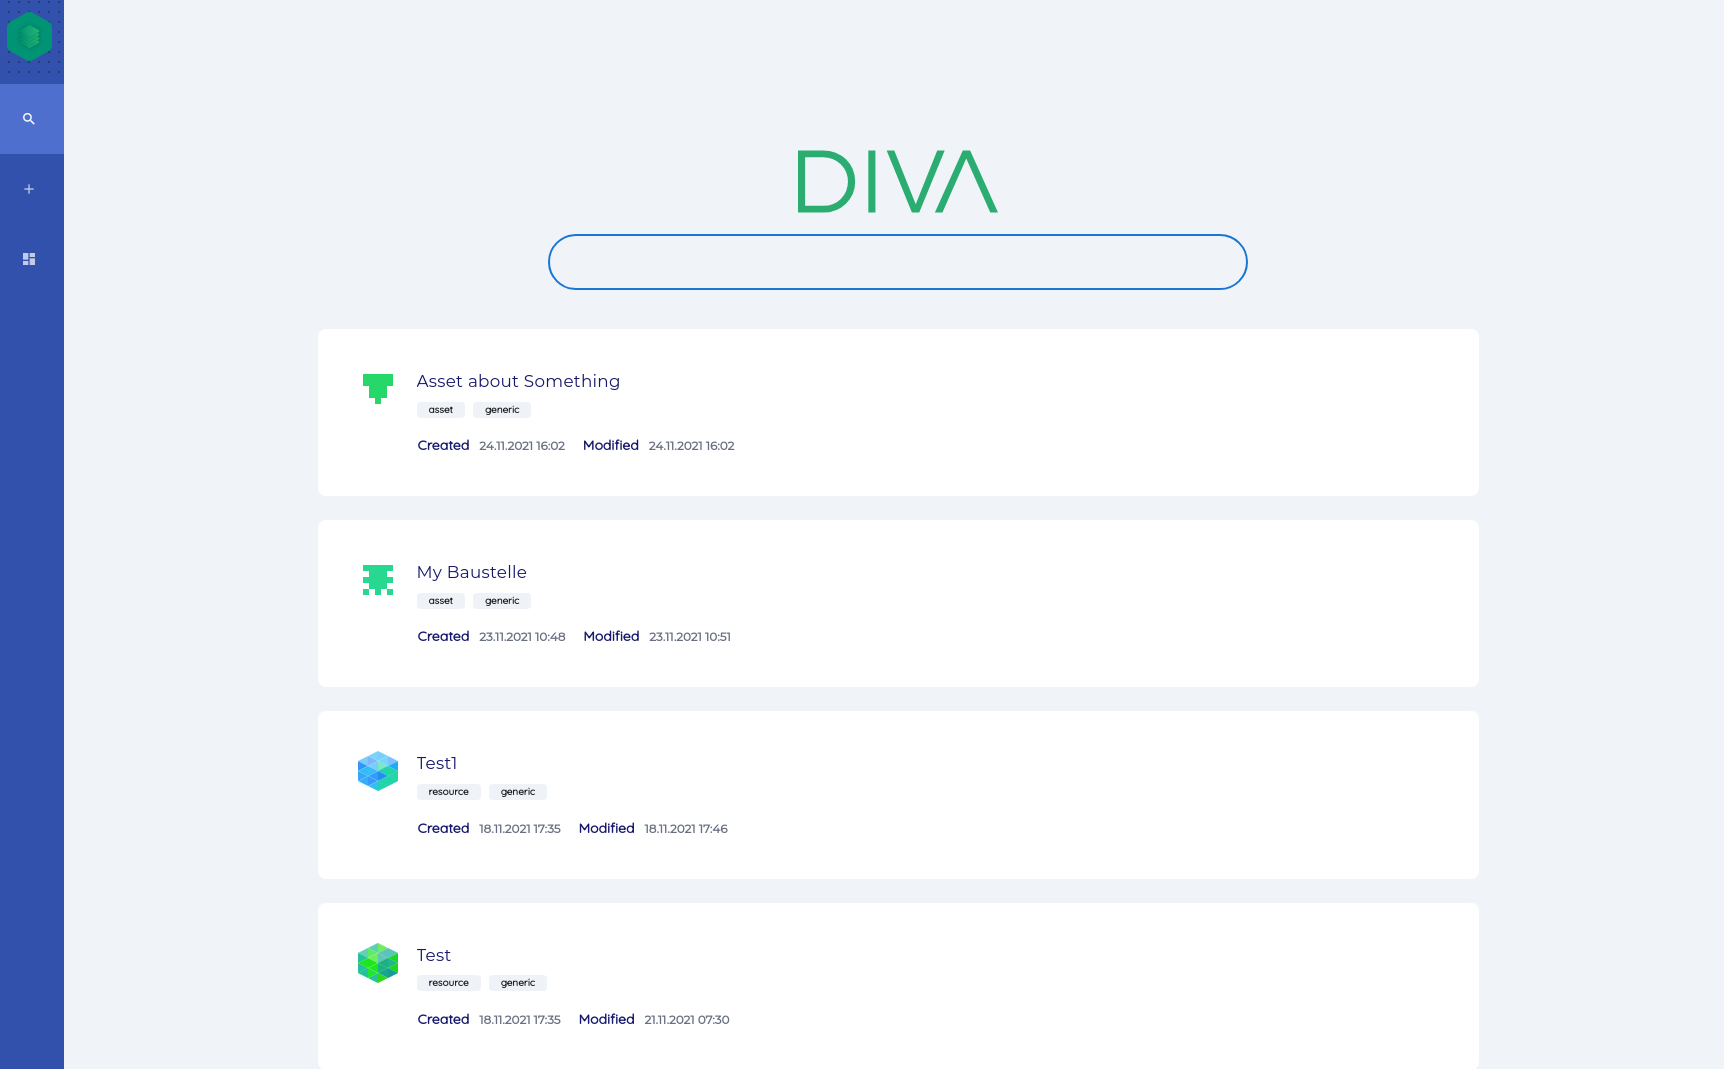 DIVA
Asset about Something
asset generic
Created 24.11.2021 16:02 Modified 24.11.2021 16:02
My Baustelle
asset generic
Created 23.11.2021 10:48 Modified 23.11.2021 10:51
Test1
resource generic
Created 18.11.2021 17:35 Modified 18.11.2021 17:46
Test
resource generic
Created 18.11.2021 17:35 Modified 21.11.2021 07:30